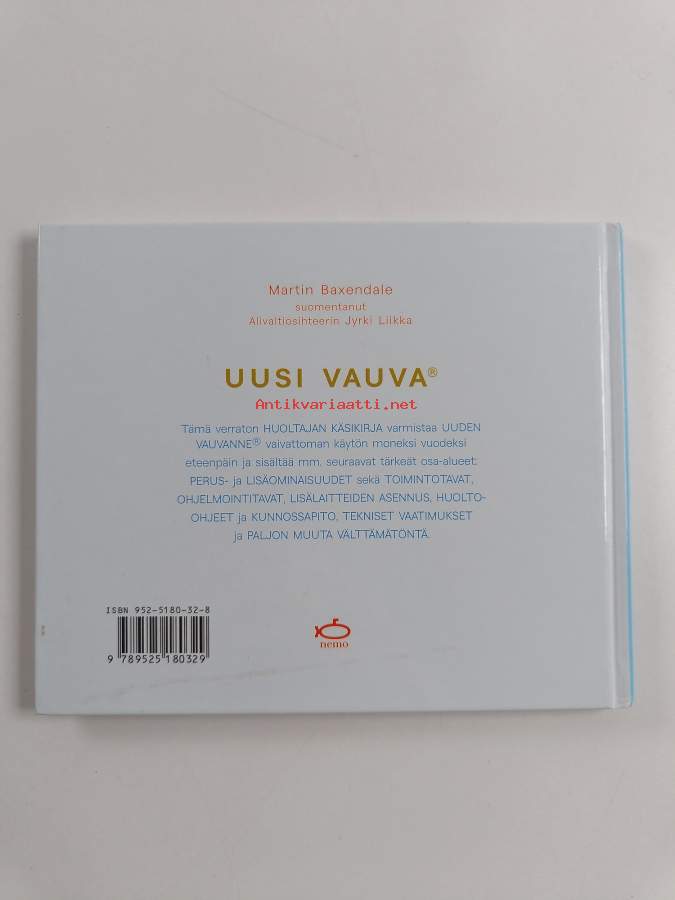 Martin Baxendale
suomentanut
Alivaltiosihteerin Jyrki Liikka
UUSI VAUVA®
Antikvariaatti.net
Tämä verraton HUOLTAJAN KÄSIKIRJA varmistaa UUDEN
VAUVANNE® vaivattoman käytön moneksi vuodeksi
eteenpäin ja sisältää mm. seuraavat tärkeät osa-alueet:
PERUS- ja LISÄOMINAISUUDET sekä TOIMINTOTAVAT,
OHJELMOINTITAVAT, LISÄLAITTEIDEN ASENNUS, HUOLTO-
OHJEET ja KUNNOSSAPITO, TEKNISET VAATIMUKSET
ja PALJON MUUTA VÄLTTÄMÄTÖNTÄ.
ISBN 952-5180-32-8
9 789525 180329
nemo